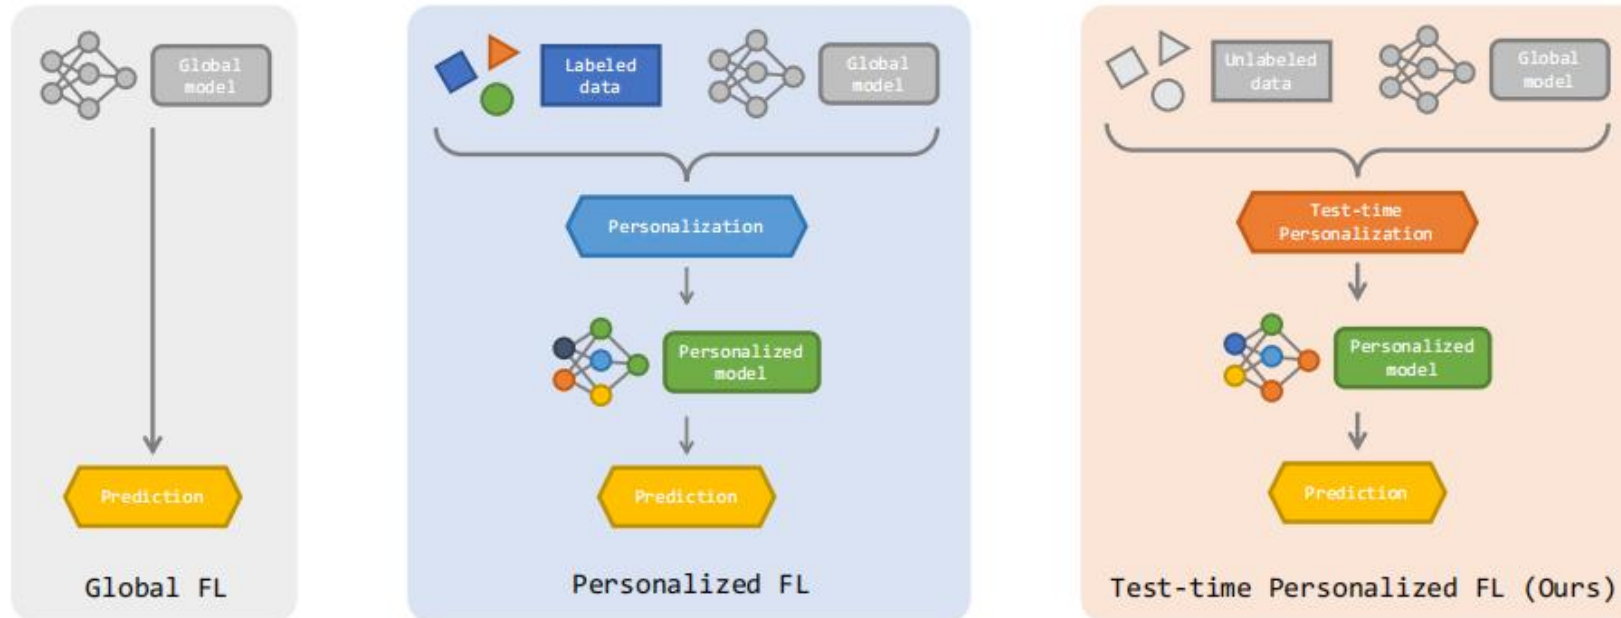 Global
model
Prediction
Global FL
Labeled
data
Global
model
Personalization
Personalized
model
Prediction
Personalized FL
Unlabeled
data
Global
model
Test-time
Personalization
Personalized
model
Prediction
Test-time Personalized FL (Ours)